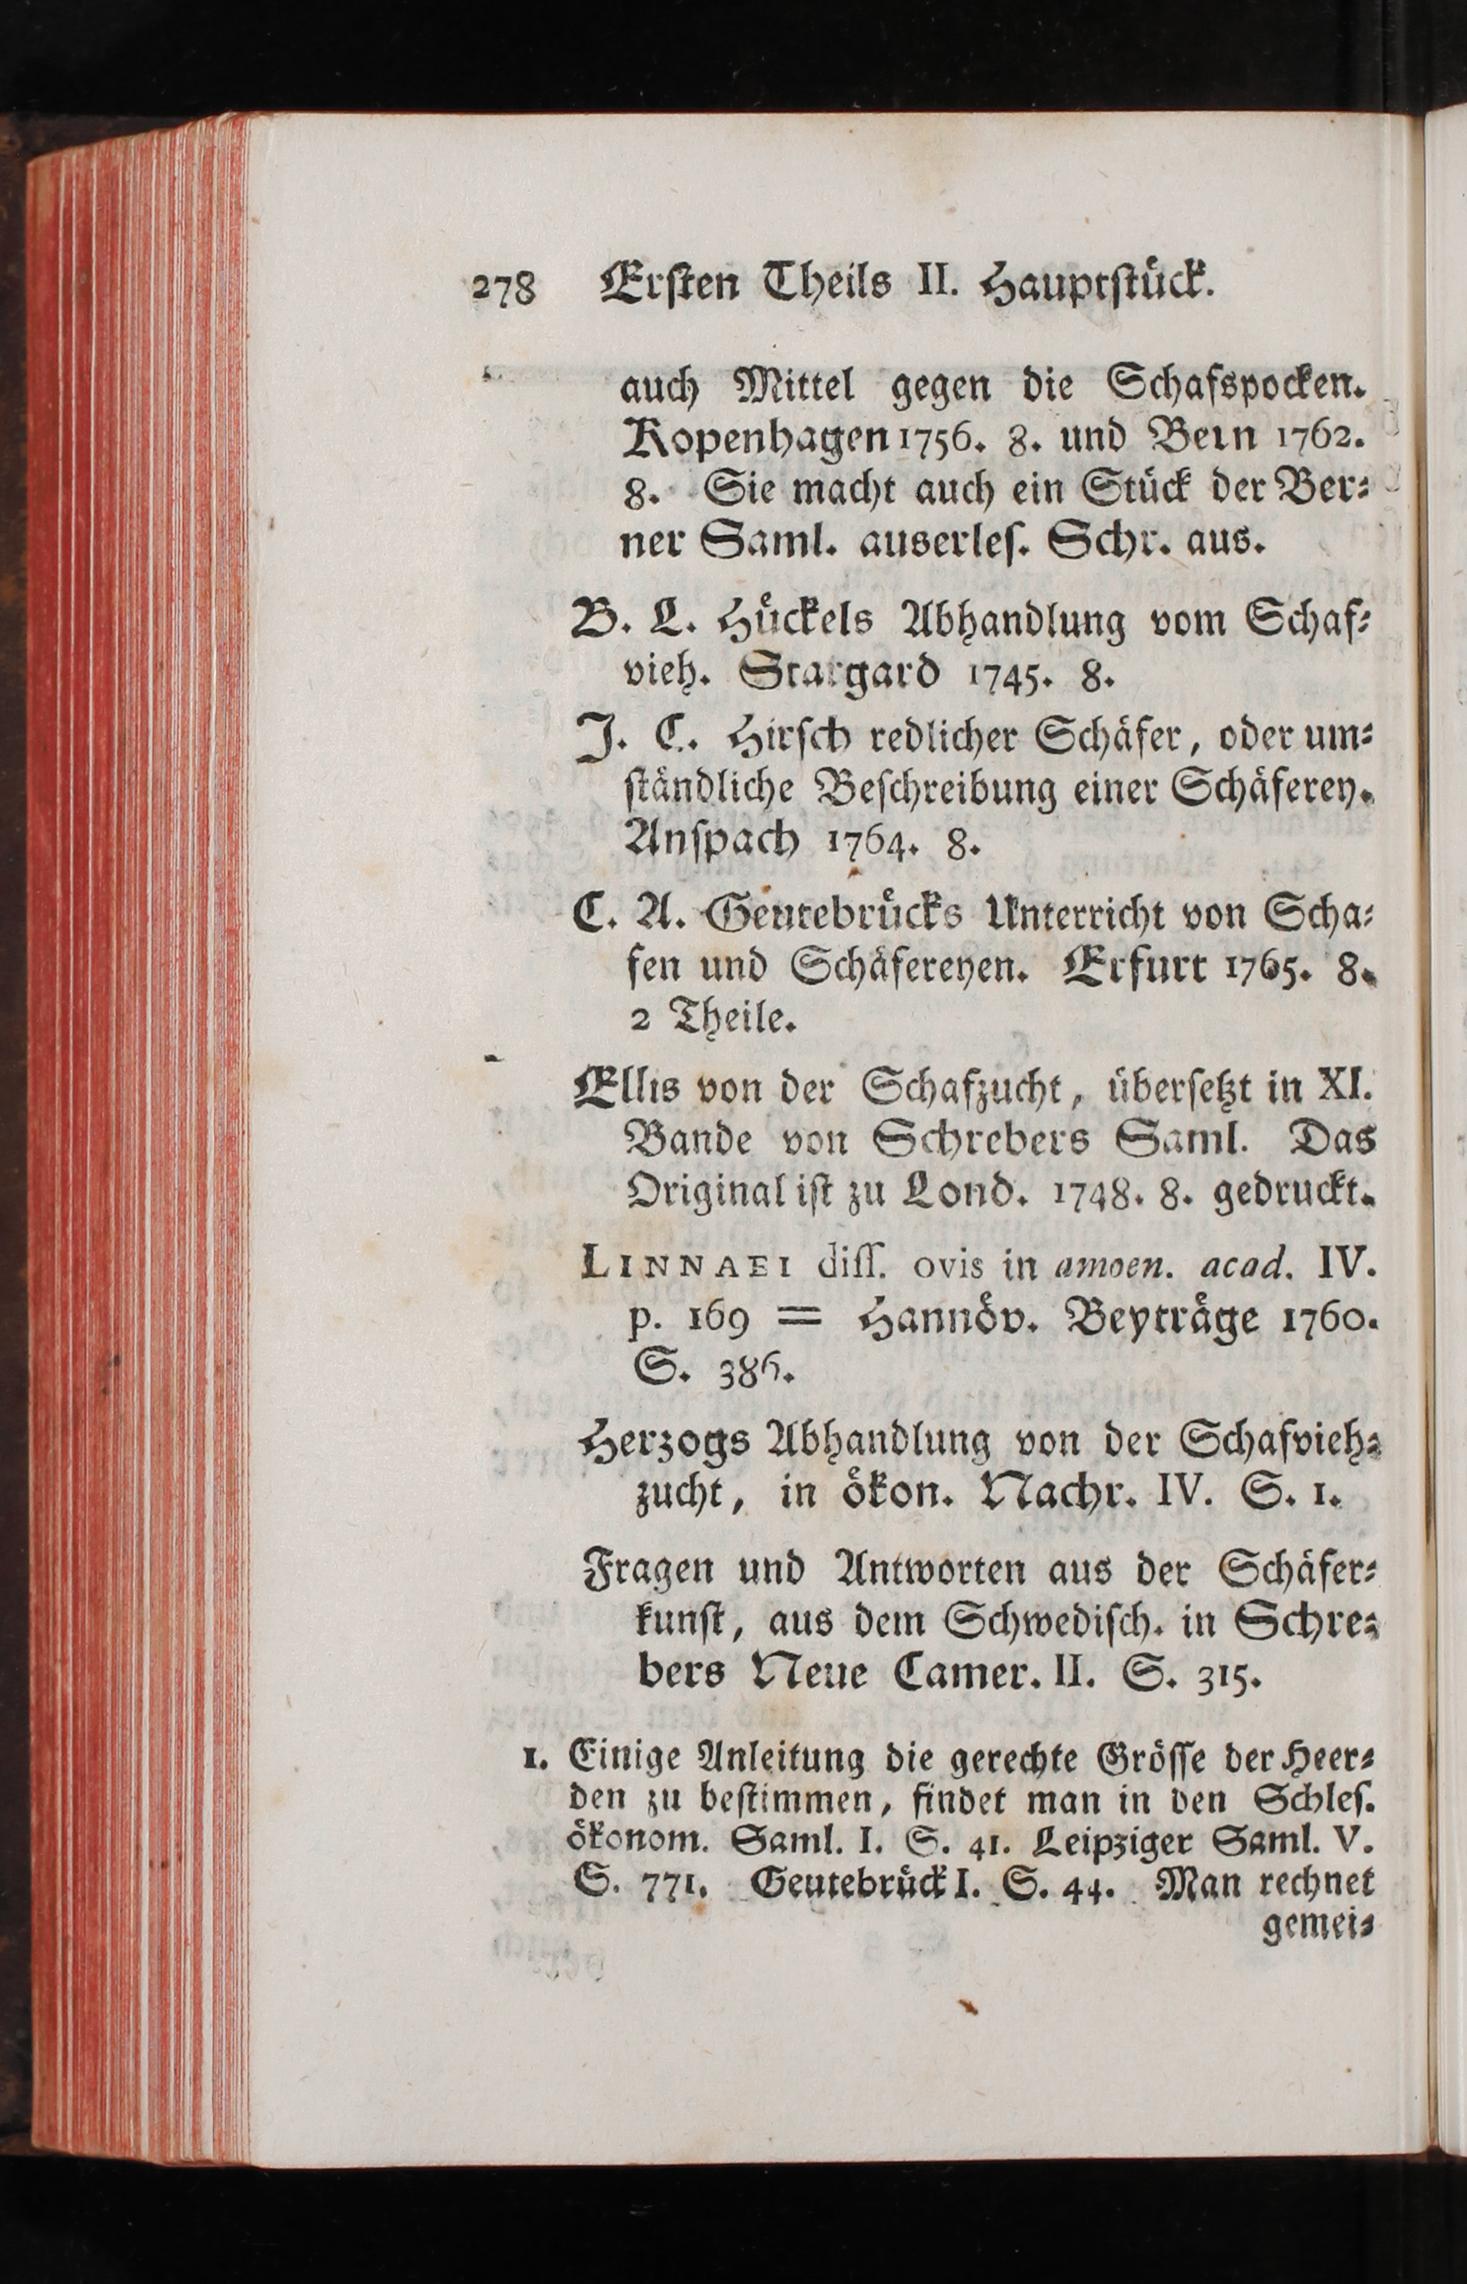 278 Erſten Theils II. Hauptſtück.
auch Mittel gegen die Schafspocken.
Kopenhagen 1756. 8. und Bern 1762.
8. Sie macht auch ein Stück der Ber⸗
ner Saml. auserleſ. Schr. aus.
B. L. Hückels Abhandlung vom Schaf⸗
vieh. Stargard 1745. 8.
J. C. Hirſch redlicher Schäfer, oder um⸗
ſtändliche Beſchreibung einer Schäferey.
Anſpach 1764. 8.
C. A. Geutebrücks Unterricht von Scha⸗
fen und Schäfereyen. Erfurt 1765. 8.
2 Theile.
Ellis von der Schafzucht, überſetzt in XI.
Bande von Schrebers Saml. Das
Original iſt zu Lond. 1748. 8. gedruckt.
LINNAEI diſſ. ovis in amoen. acad. IV.
p. 169 = Hannöv. Beyträge 1760.
S. 386.
Herzogs Abhandlung von der Schafvieh⸗
zucht, in ökon. Nachr. IV. S. 1.
Fragen und Antworten aus der Schäfer⸗
kunſt, aus dem Schwediſch. in Schre⸗
bers Neue Camer. II. S. 315.
1. Einige Anleitung die gerechte Gröſſe der Heer⸗
den zu beſtimmen, findet man in den Schleſ.
ökonom. Saml. I. S. 41. Leipziger Saml. V.
S. 771. Geutebrück I. S. 44. Man rechnet
gemei⸗